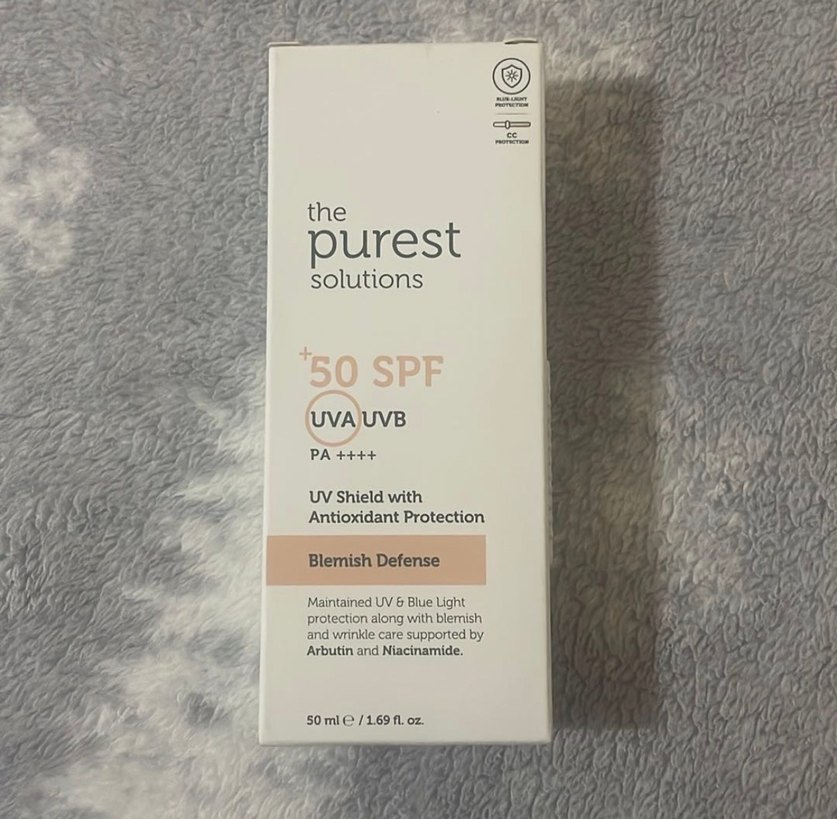 BLUE-LIGHT
PROTECTION
CC
PROTECTION
the
purest
solutions
+50 SPF
UVA UVB
PA ++++
UV Shield with
Antioxidant Protection
Blemish Defense
Maintained UV & Blue Light
protection along with blemish
and wrinkle care supported by
Arbutin and Niacinamide.
50 ml ℮ / 1.69 fl. oz.